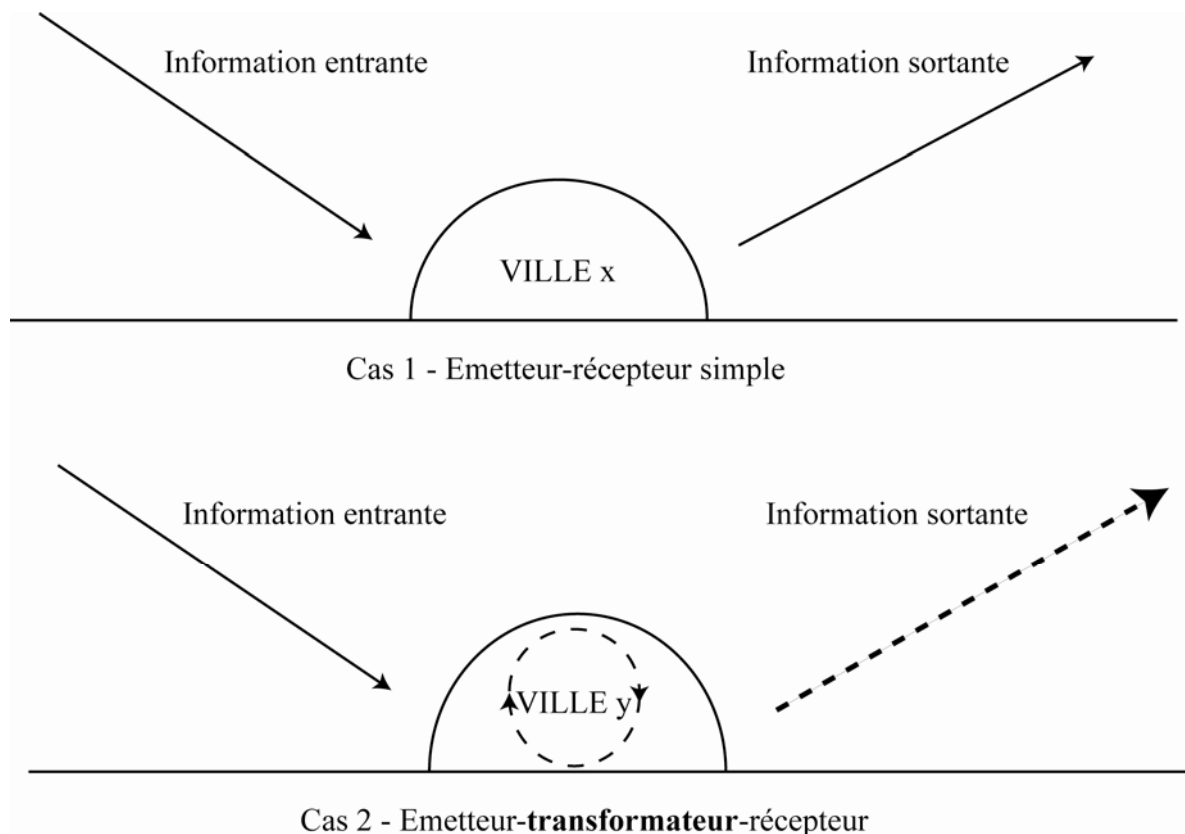 Information entrante
Information sortante
VILLE x
Cas 1 - Emetteur-récepteur simple
Information entrante
Information sortante
VILLE y
Cas 2 - Emetteur-transformateur-récepteur